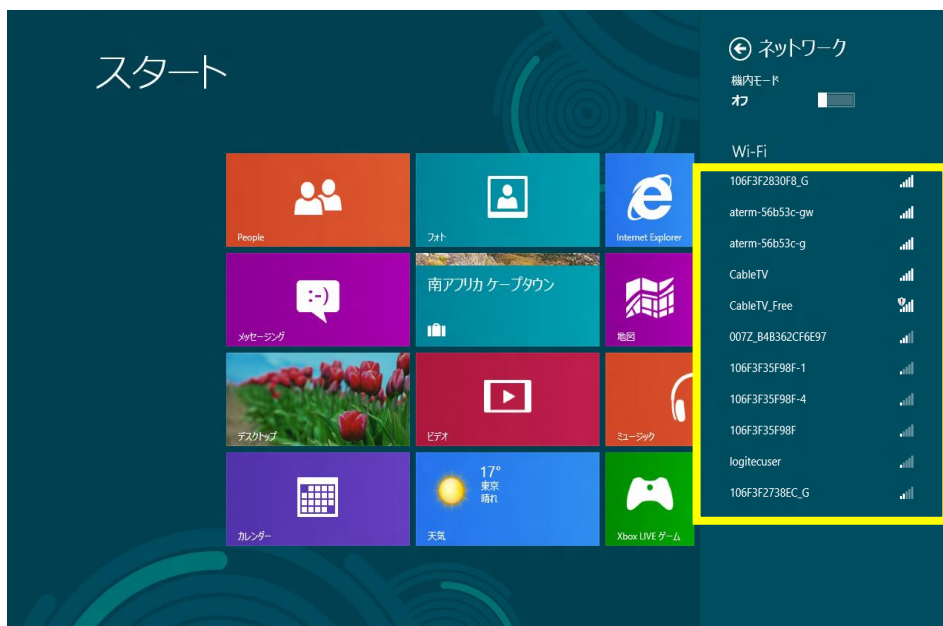 スタート
People
フォト
Internet Explorer
:-)
メッセージング
南アフリカ ケープタウン
地図
デスクトップ
ビデオ
ミュージック
カレンダー
17°
東京
晴れ
天気
Xbox LIVE ゲーム
ネットワーク
機内モード
オフ
Wi-Fi
106F3F2830F8_G
aterm-56b53c-gw
aterm-56b53c-g
CableTV
CableTV_Free
007Z_B4B362CF6E97
106F3F35F98F-1
106F3F35F98F-4
106F3F35F98F
logitecuser
106F3F2738EC_G